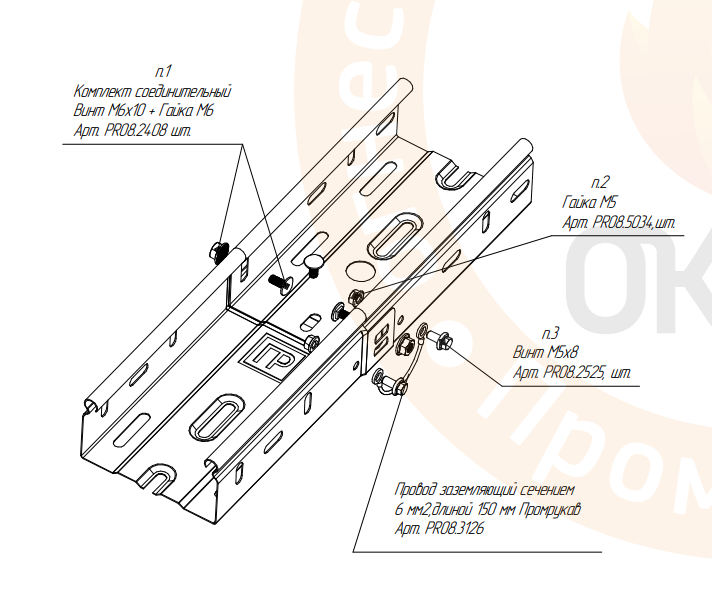 п.1
Комплект соединительный
Винт М6х10 + Гайка М6
Арт. PR08.2408 шт.
п.2
Гайка М5
Арт. PR08.5034,шт.
ОК
п.3
Винт М5х8
Арт. PR08.2525, шт.
ПР
Провод заземляющий сечением
6 мм2,длиной 150 мм Промрукав
Арт. PR08.3126